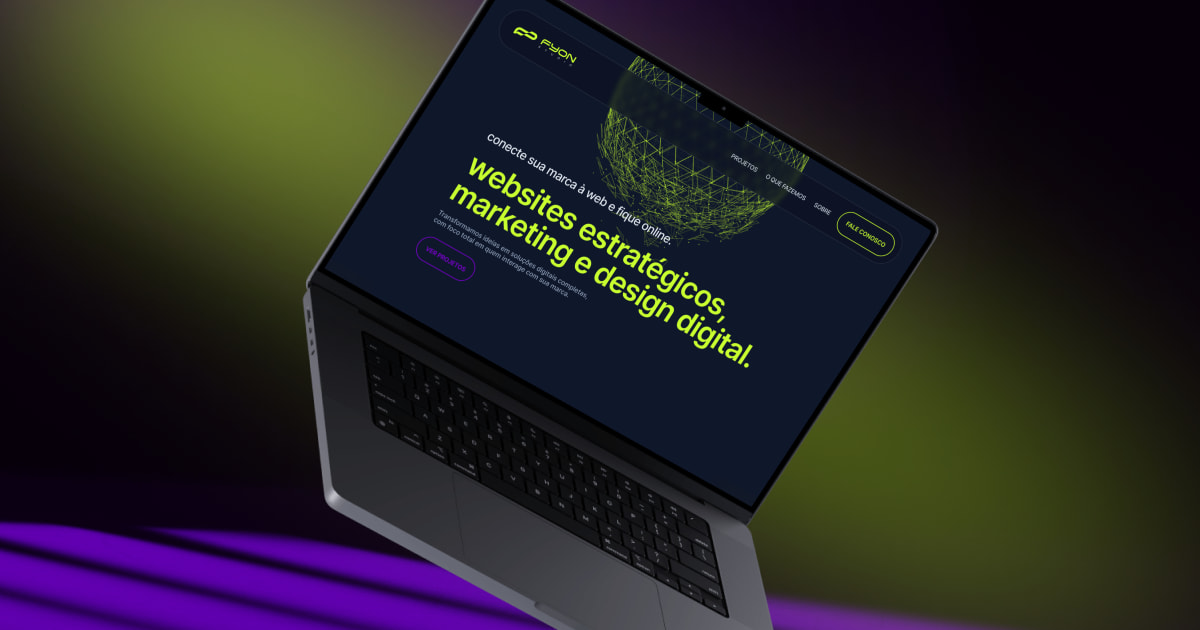 FYON
PROJETOS
O QUE FAZEMOS
SOBRE
FALE CONOSCO
conecte sua marca à web e fique online.
websites estratégicos,
marketing e design digital.
Transformamos ideias em soluções digitais completas,
com foco total em quem interage com sua marca.
VER PROJETOS